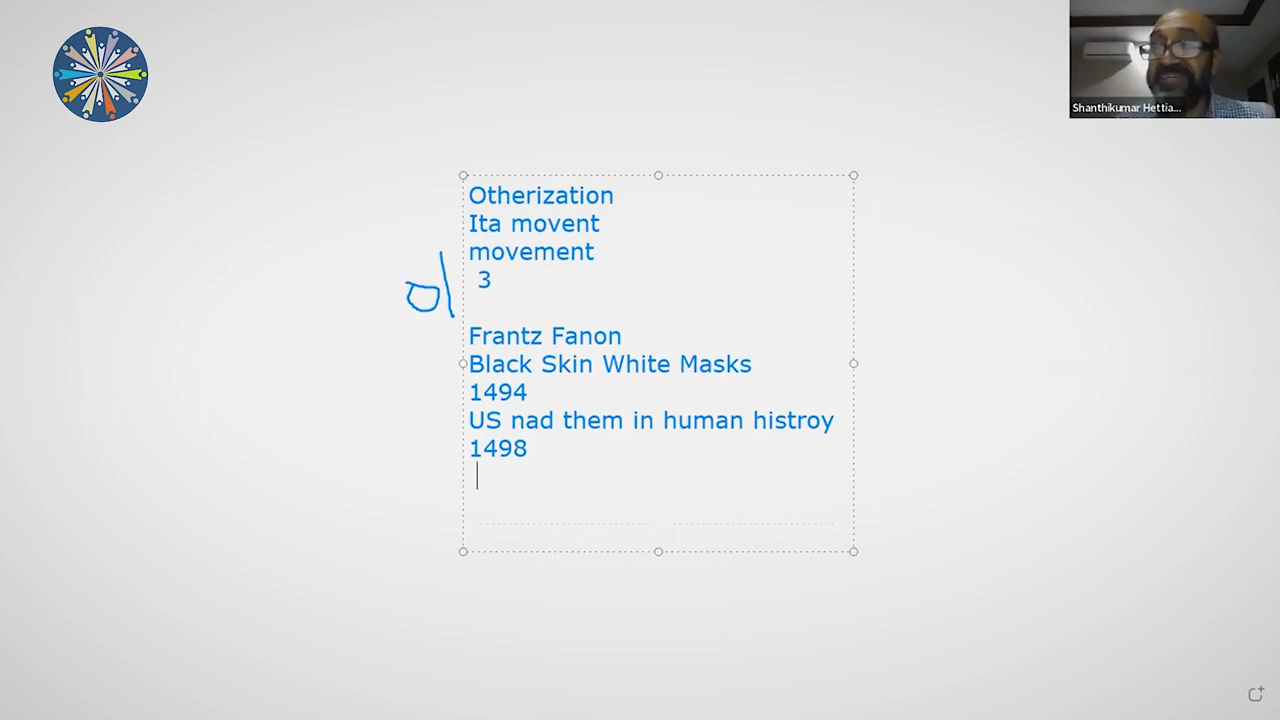 Shanthikumar Hettia...
Otherization
Ita movent
movement
3
Frantz Fanon
Black Skin White Masks
1494
US nad them in human histroy
1498